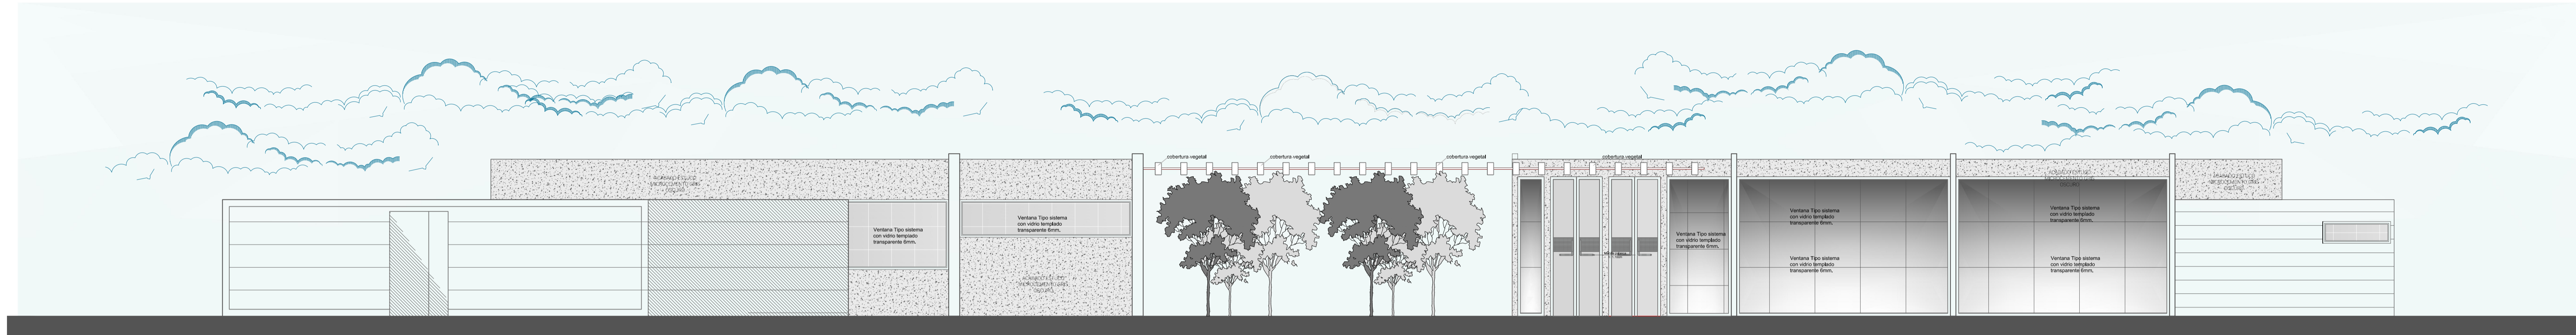 cobertura vegetal
cobertura vegetal
cobertura vegetal
cobertura vegetal
Ventana Tipo sistema
con vidrio templado
transparente 6mm.
Ventana Tipo sistema
con vidrio templado
transparente 6mm.
Ventana Tipo sistema
con vidrio templado
transparente 6mm.
Ventana Tipo sistema
con vidrio templado
transparente 6mm.
Ventana Tipo sistema
con vidrio templado
transparente 6mm.
Ventana Tipo sistema
con vidrio templado
transparente 6mm.
Ventana Tipo sistema
con vidrio templado
transparente 6mm.